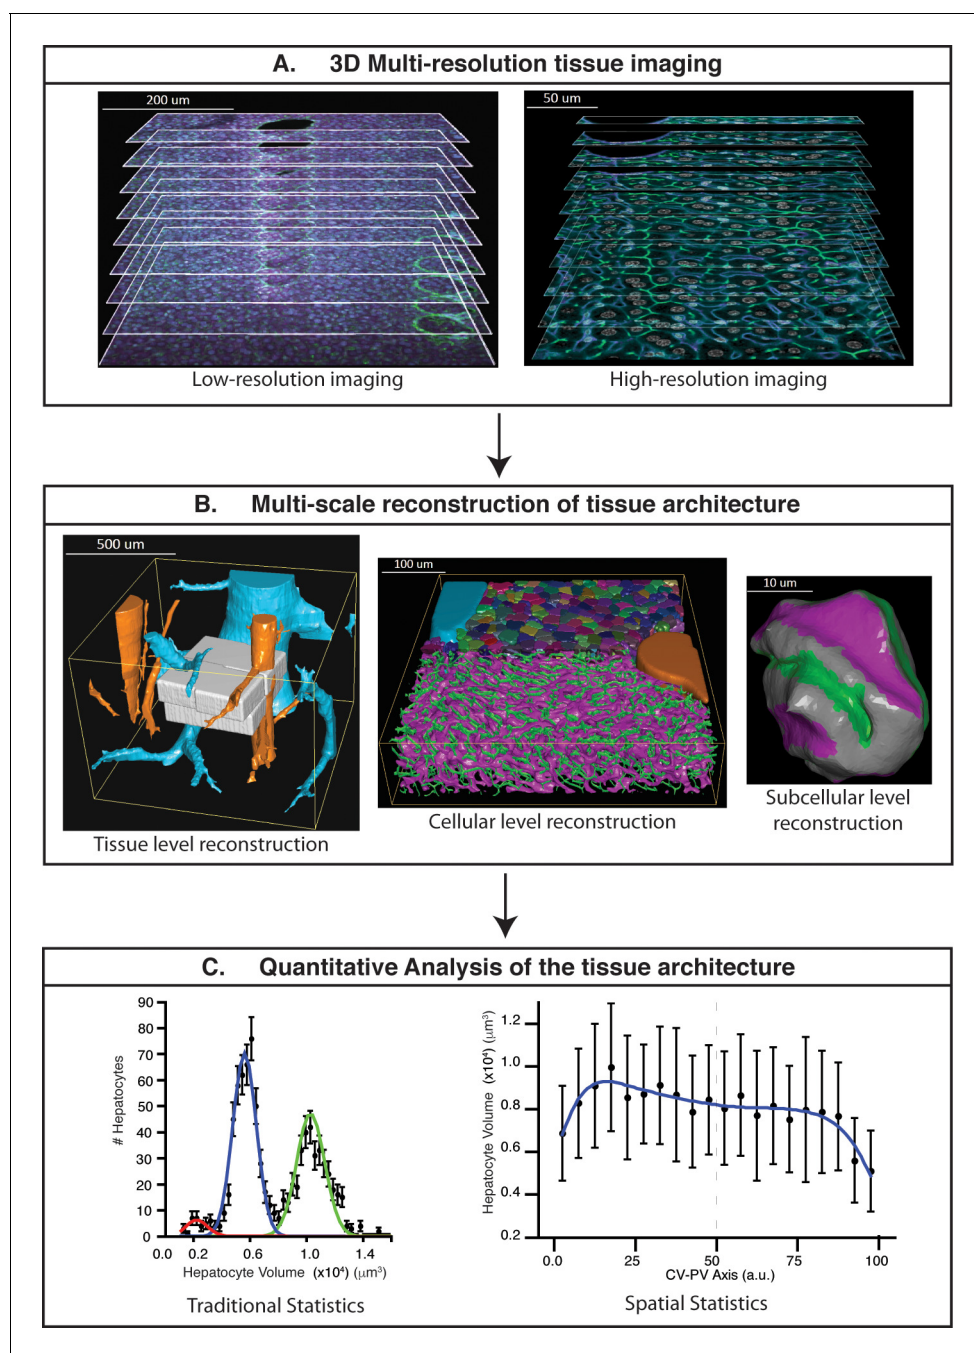 A. 3D Multi-resolution tissue imaging
200 um
50 um
Low-resolution imaging
High-resolution imaging
B. Multi-scale reconstruction of tissue architecture
500 um
100 um
10 um
Tissue level reconstruction
Cellular level reconstruction
Subcellular level
reconstruction
C. Quantitative Analysis of the tissue architecture
# Hepatocytes
90
80
70
60
50
40
30
20
10
0
0.0 0.2 0.6 1.0 1.4
Hepatocyte Volume (x10⁴) (μm³)
Traditional Statistics
Hepatocyte Volume (x10⁴) (μm³)
1.2
1.0
0.8
0.6
0.4
0.2
0.0 25 50 75 100
CV-PV Axis (a.u.)
Spatial Statistics